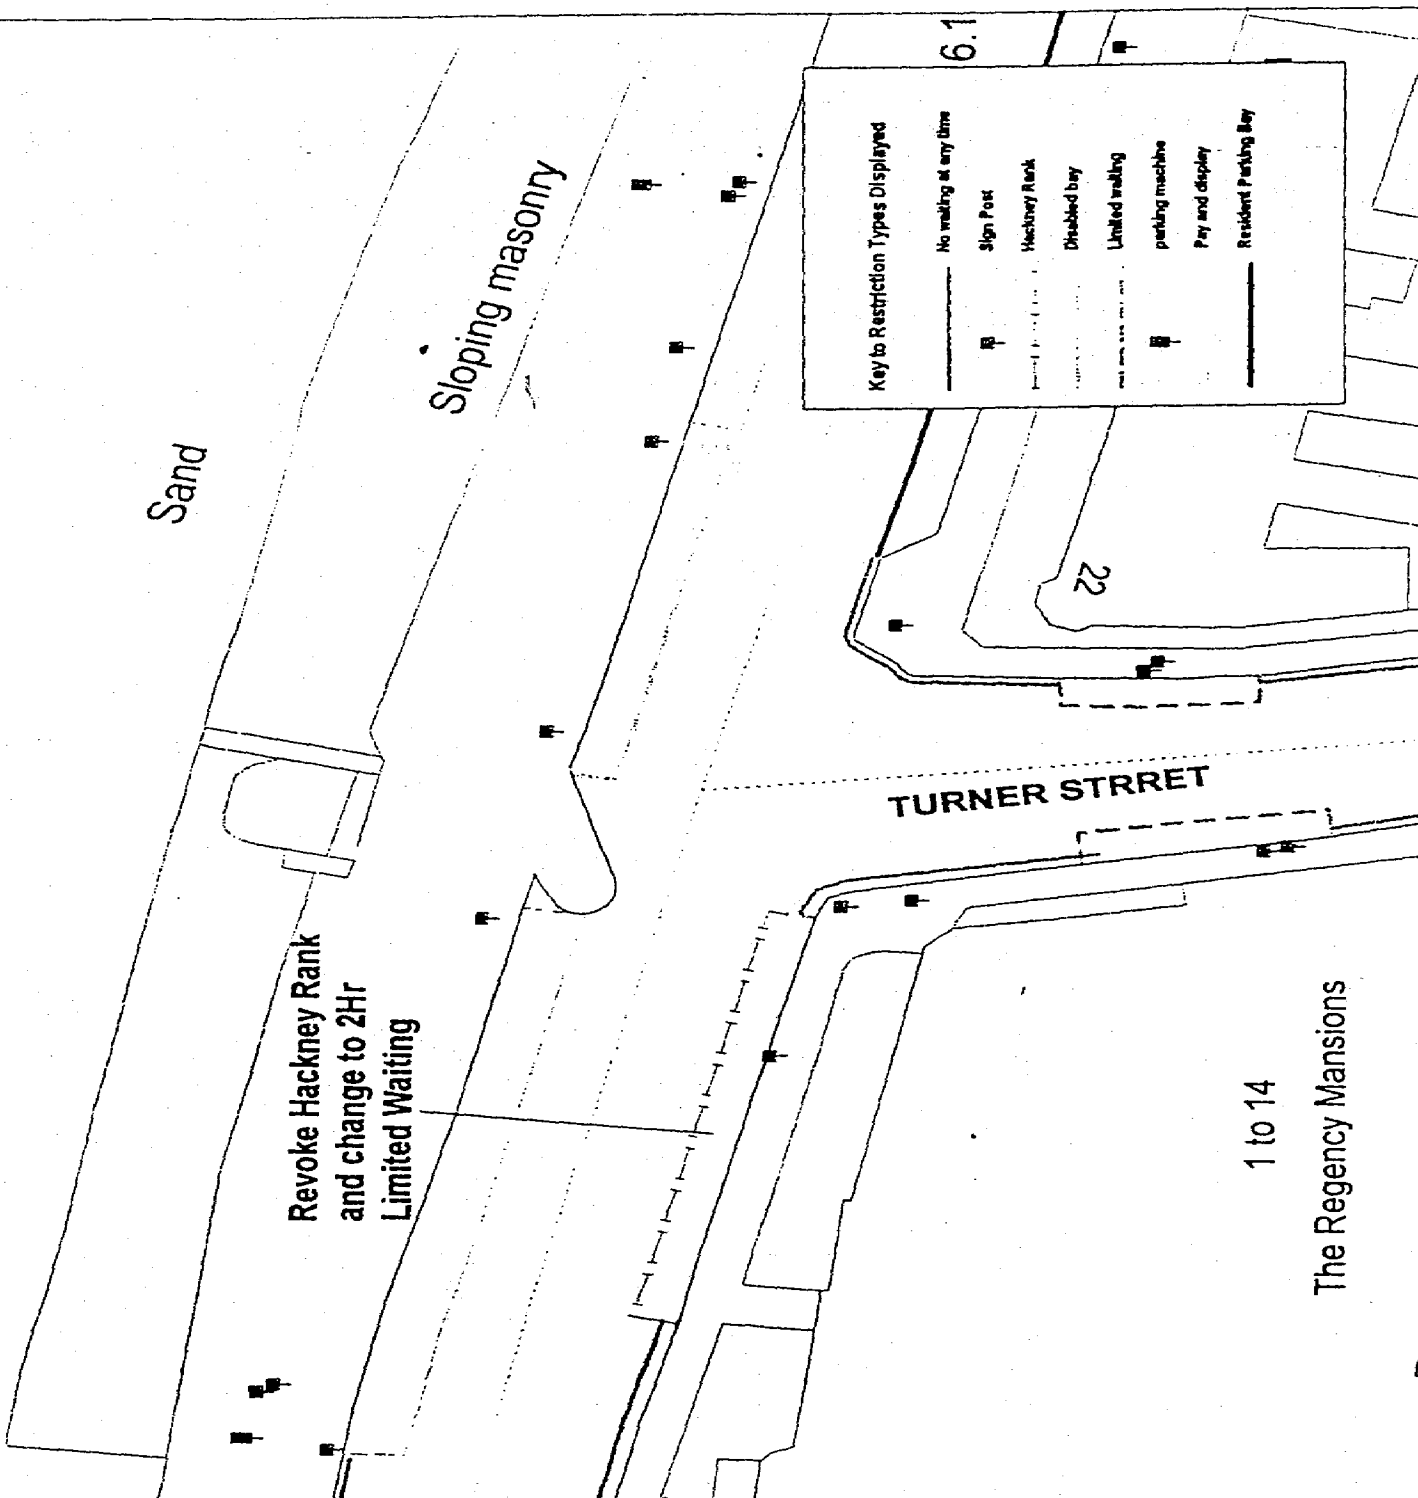 Sand
Sloping masonry
6.1
Key to Restriction Types Displayed
No waiting at any time
Sign Post
Hackney Rank
Disabled bay
Limited waiting
parking machine
Pay and display
Resident Parking Bay
22
TURNER STRRET
Revoke Hackney Rank
and change to 2Hr
Limited Waiting
1 to 14
The Regency Mansions